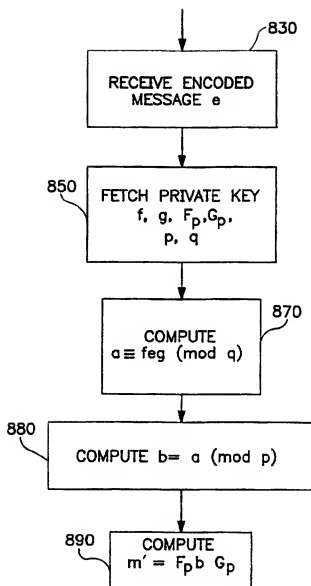 830
RECEIVE ENCODED
MESSAGE e
850
FETCH PRIVATE KEY
f, g, Fp, Gp,
p, q
870
COMPUTE
a ≡ feg (mod q)
880
COMPUTE b= a (mod p)
890
COMPUTE
m' = Fp b Gp